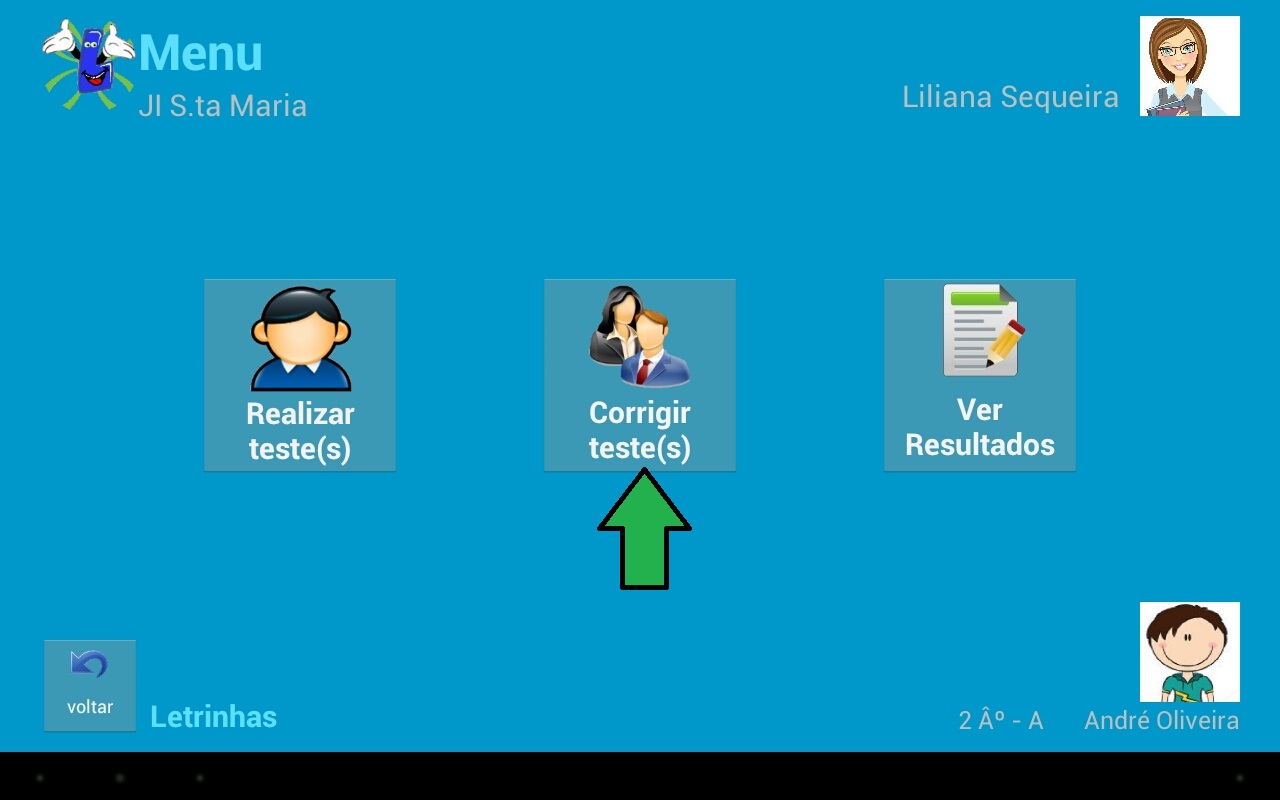 Menu
JI S.ta Maria
Liliana Sequeira
Realizar
teste(s)
Corrigir
teste(s)
Ver
Resultados
voltar
Letrinhas
2 Âº - A
André Oliveira